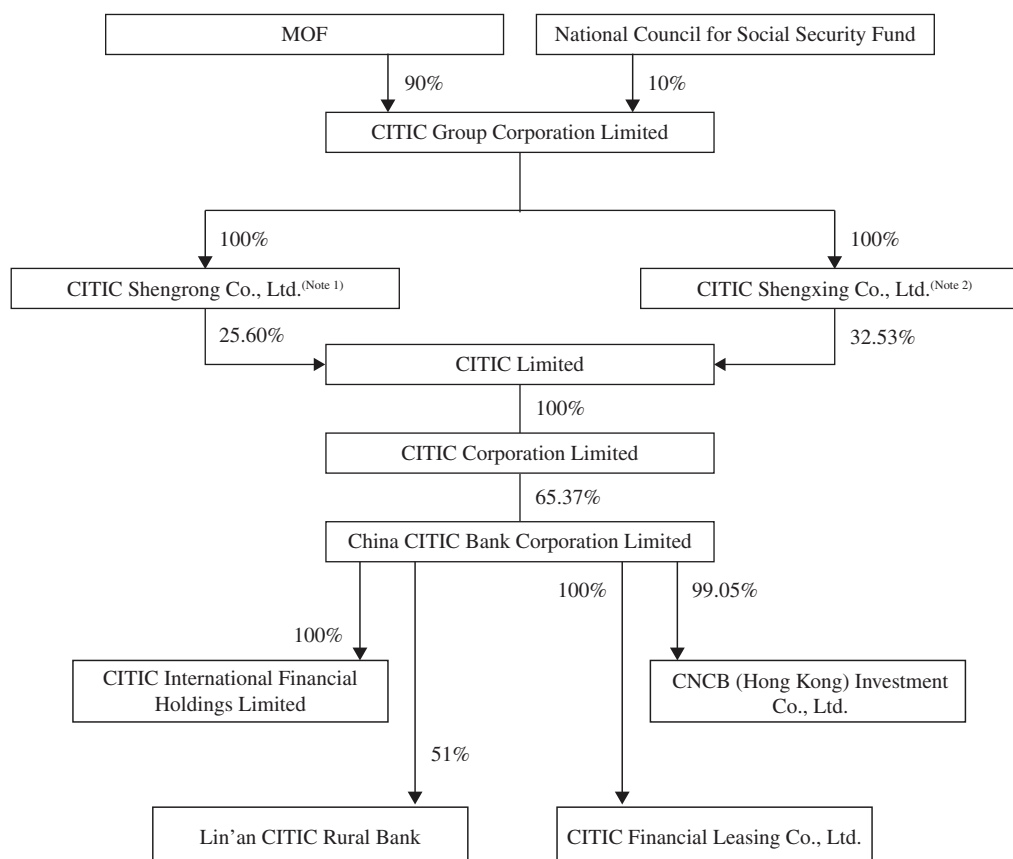 MOF
National Council for Social Security Fund
90%
10%
CITIC Group Corporation Limited
100%
100%
CITIC Shengrong Co., Ltd.(Note 1)
CITIC Shengxing Co., Ltd.(Note 2)
25.60%
32.53%
CITIC Limited
100%
CITIC Corporation Limited
65.37%
China CITIC Bank Corporation Limited
100%
99.05%
100%
CITIC International Financial
Holdings Limited
CNCB (Hong Kong) Investment
Co., Ltd.
51%
Lin’an CITIC Rural Bank
CITIC Financial Leasing Co., Ltd.